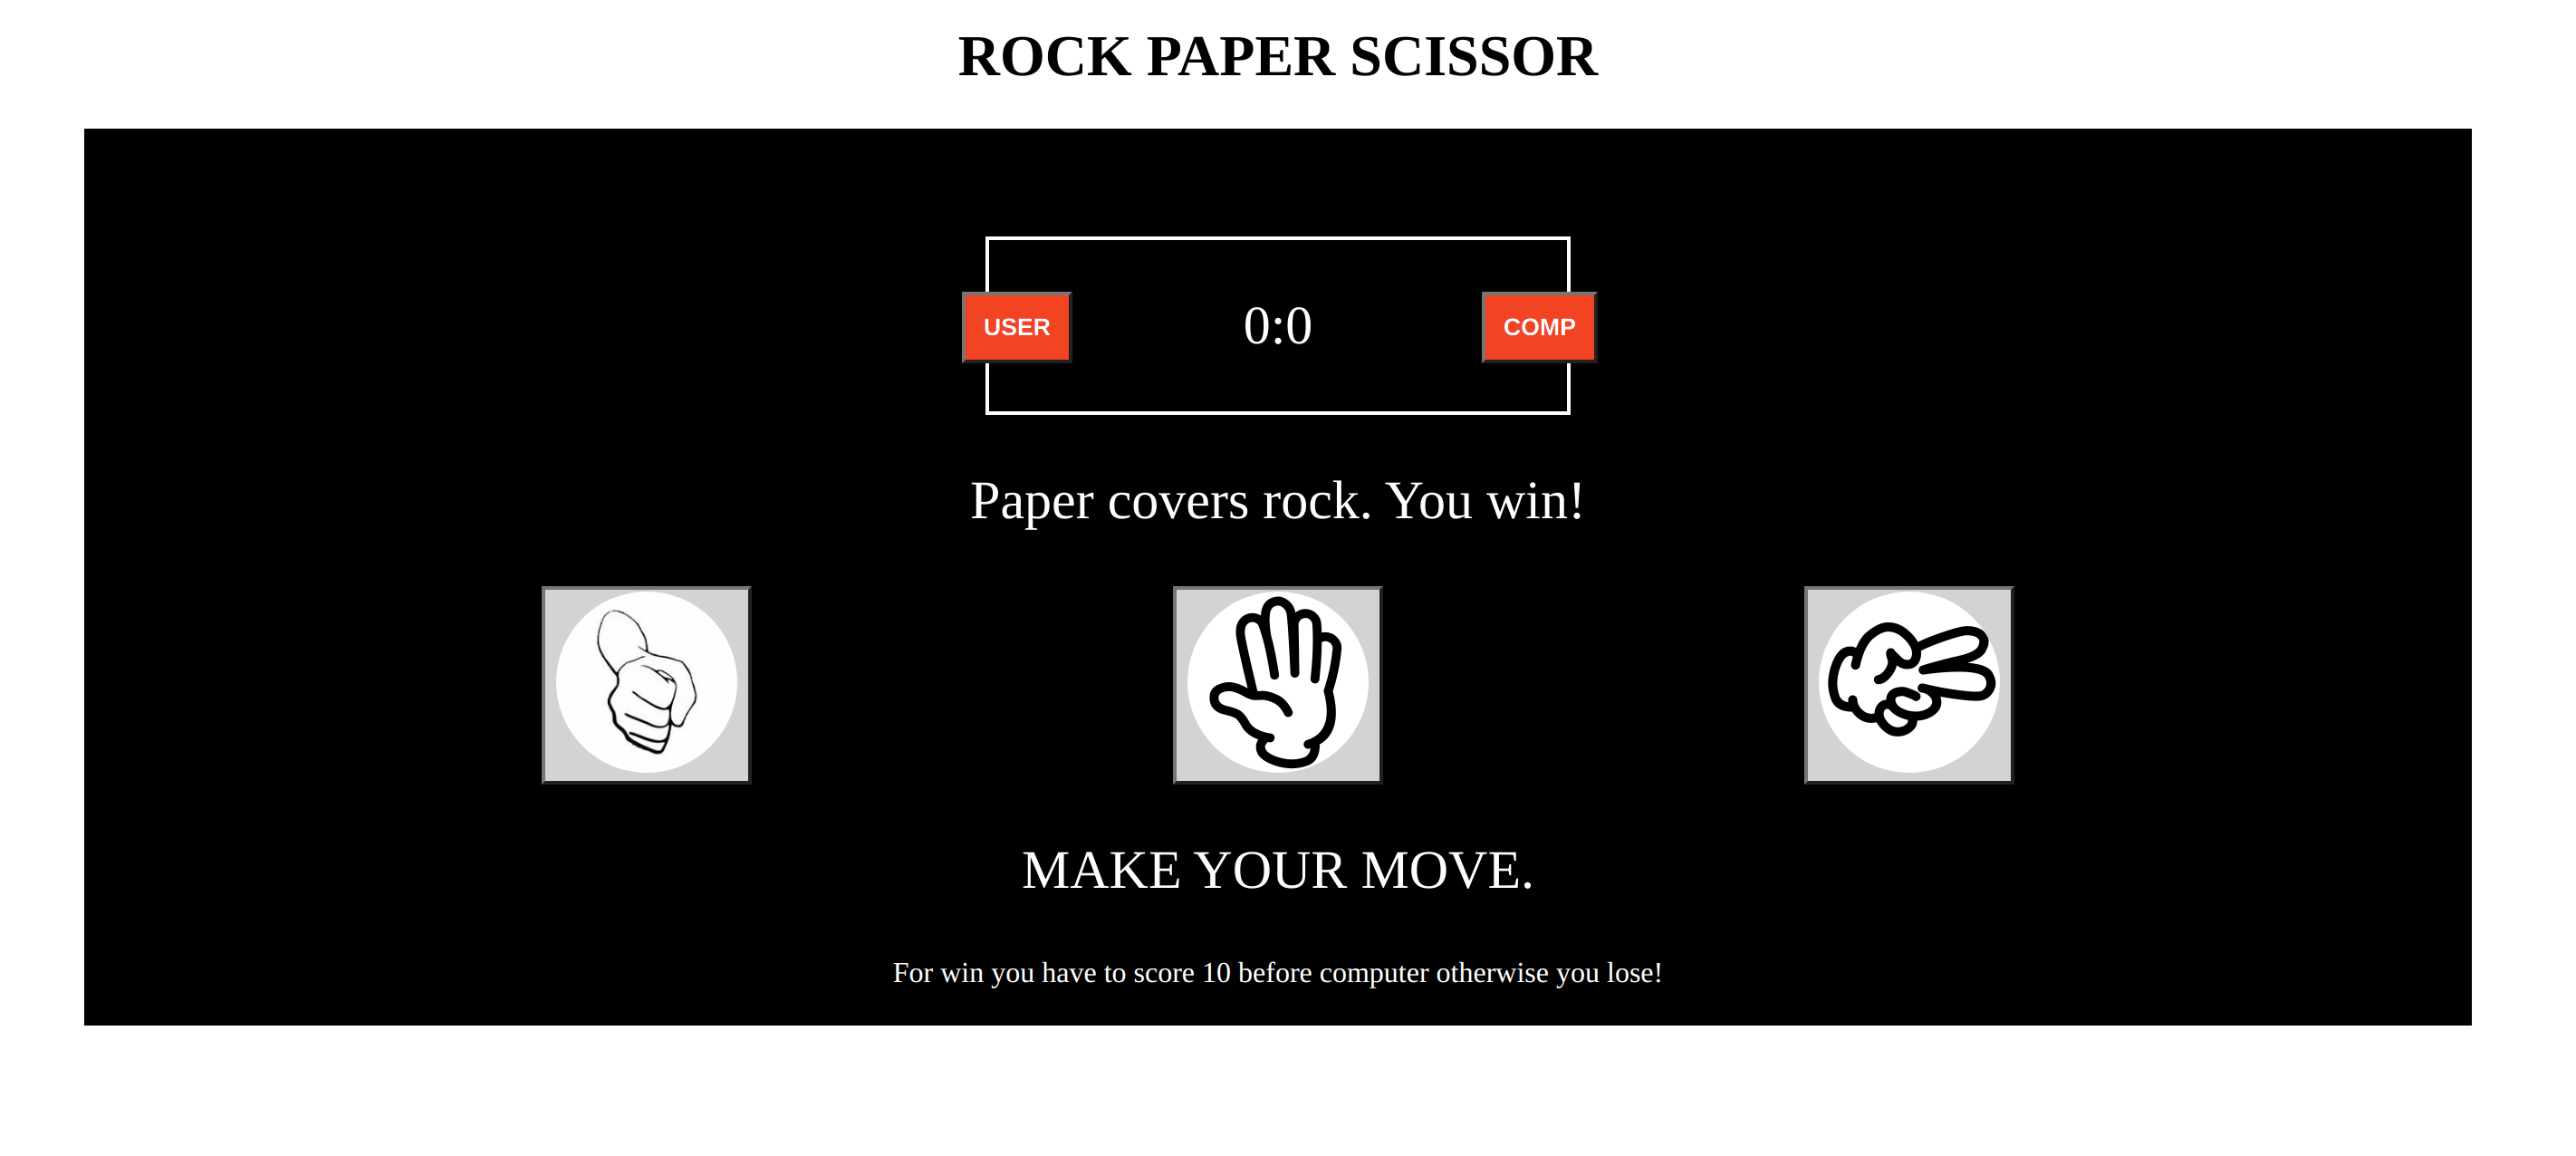 ROCK PAPER SCISSOR
USER 0:0 COMP
Paper covers rock. You win!
MAKE YOUR MOVE.
For win you have to score 10 before computer otherwise you lose!